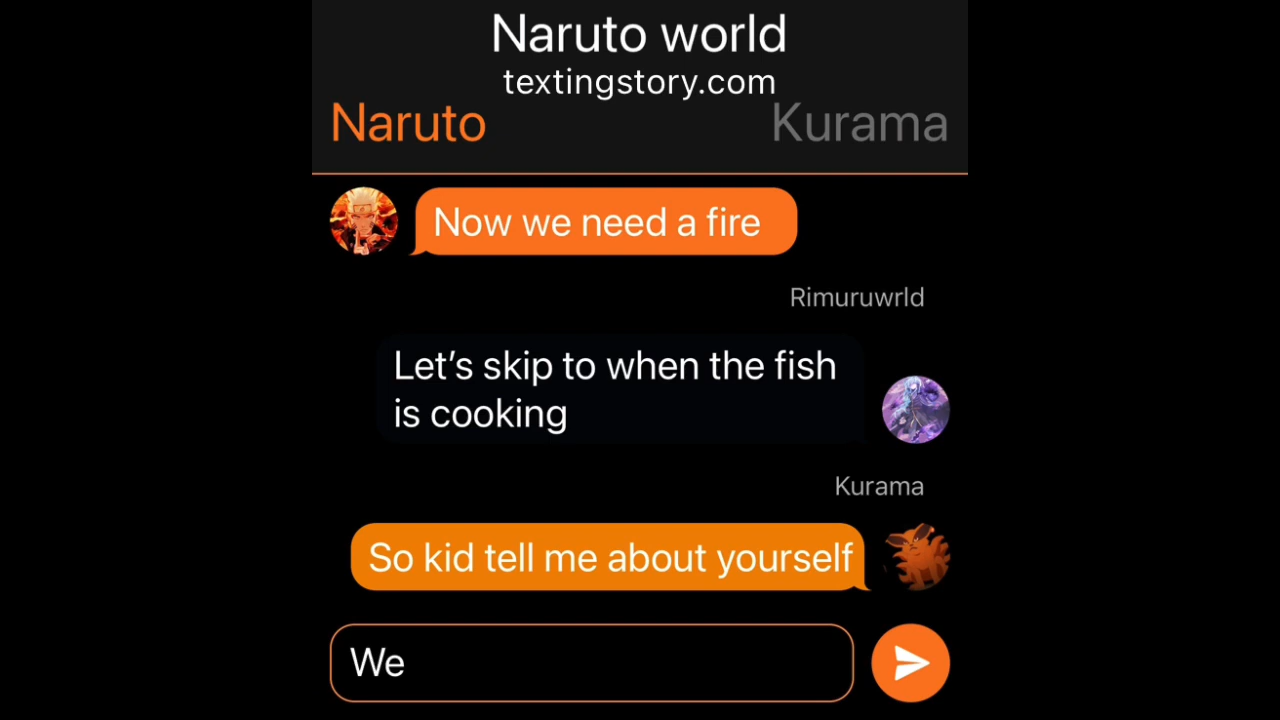 Naruto world
textingstory.com
Naruto
Kurama
Now we need a fire
Rimuruwrld
Let’s skip to when the fish
is cooking
Kurama
So kid tell me about yourself
We